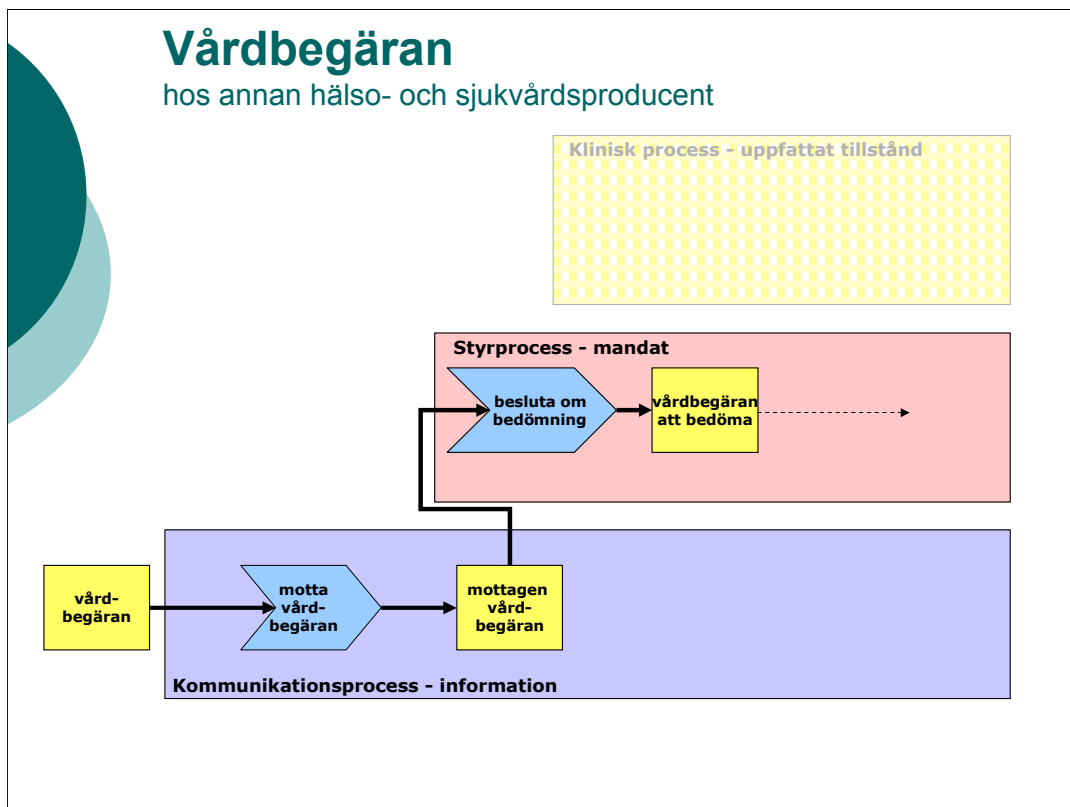 Vårdbegäran
hos annan hälso- och sjukvårdsproducent
Klinisk process - uppfattat tillstånd
Styrprocess - mandat
besluta om
bedömning
vårdbegäran
att bedöma
vård-
begäran
motta
vård-
begäran
mottagen
vård-
begäran
Kommunikationsprocess - information